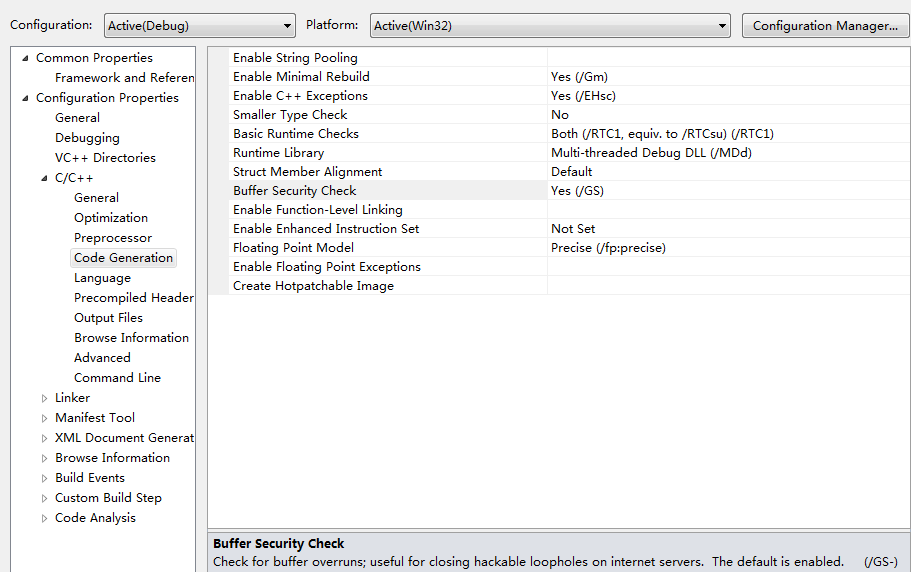 Configuration: Active(Debug) Platform: Active(Win32) Configuration Manager...
Common Properties
Framework and Referen
Configuration Properties
General
Debugging
VC++ Directories
C/C++
General
Optimization
Preprocessor
Code Generation
Language
Precompiled Header
Output Files
Browse Information
Advanced
Command Line
Linker
Manifest Tool
XML Document Generat
Browse Information
Build Events
Custom Build Step
Code Analysis
Enable String Pooling
Enable Minimal Rebuild Yes (/Gm)
Enable C++ Exceptions Yes (/EHsc)
Smaller Type Check No
Basic Runtime Checks Both (/RTC1, equiv. to /RTCsu) (/RTC1)
Runtime Library Multi-threaded Debug DLL (/MDd)
Struct Member Alignment Default
Buffer Security Check Yes (/GS)
Enable Function-Level Linking
Enable Enhanced Instruction Set Not Set
Floating Point Model Precise (/fp:precise)
Enable Floating Point Exceptions
Create Hotpatchable Image
Buffer Security Check
Check for buffer overruns; useful for closing hackable loopholes on internet servers. The default is enabled. (/GS-)